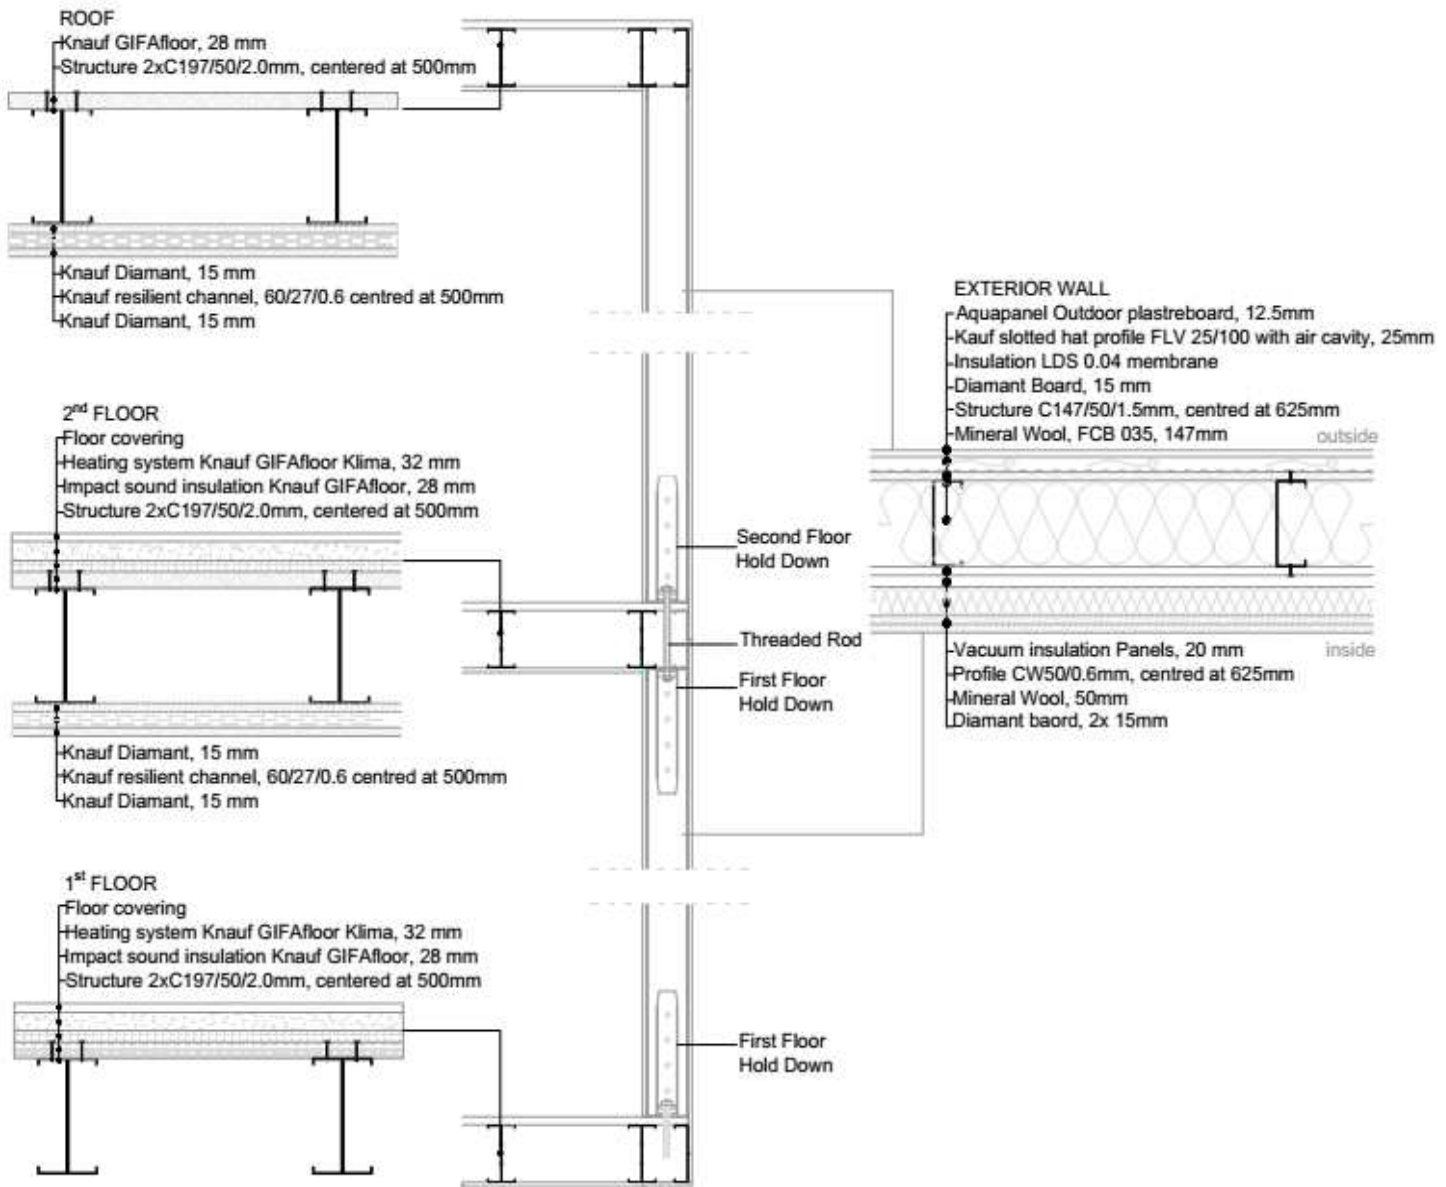 ROOF
Knauf GIFAfloor, 28 mm
Structure 2xC197/50/2.0mm, centered at 500mm
Knauf Diamant, 15 mm
Knauf resilient channel, 60/27/0.6 centred at 500mm
Knauf Diamant, 15 mm
2nd FLOOR
Floor covering
Heating system Knauf GIFAfloor Klima, 32 mm
Impact sound insulation Knauf GIFAfloor, 28 mm
Structure 2xC197/50/2.0mm, centered at 500mm
Knauf Diamant, 15 mm
Knauf resilient channel, 60/27/0.6 centred at 500mm
Knauf Diamant, 15 mm
1st FLOOR
Floor covering
Heating system Knauf GIFAfloor Klima, 32 mm
Impact sound insulation Knauf GIFAfloor, 28 mm
Structure 2xC197/50/2.0mm, centered at 500mm
Second Floor
Hold Down
Threaded Rod
First Floor
Hold Down
First Floor
Hold Down
EXTERIOR WALL
Aquapanel Outdoor plastreboard, 12.5mm
Kauf slotted hat profile FLV 25/100 with air cavity, 25mm
Insulation LDS 0.04 membrane
Diamant Board, 15 mm
Structure C147/50/1.5mm, centred at 625mm
Mineral Wool, FCB 035, 147mm
outside
inside
Vacuum insulation Panels, 20 mm
Profile CW50/0.6mm, centred at 625mm
Mineral Wool, 50mm
Diamant baord, 2x 15mm